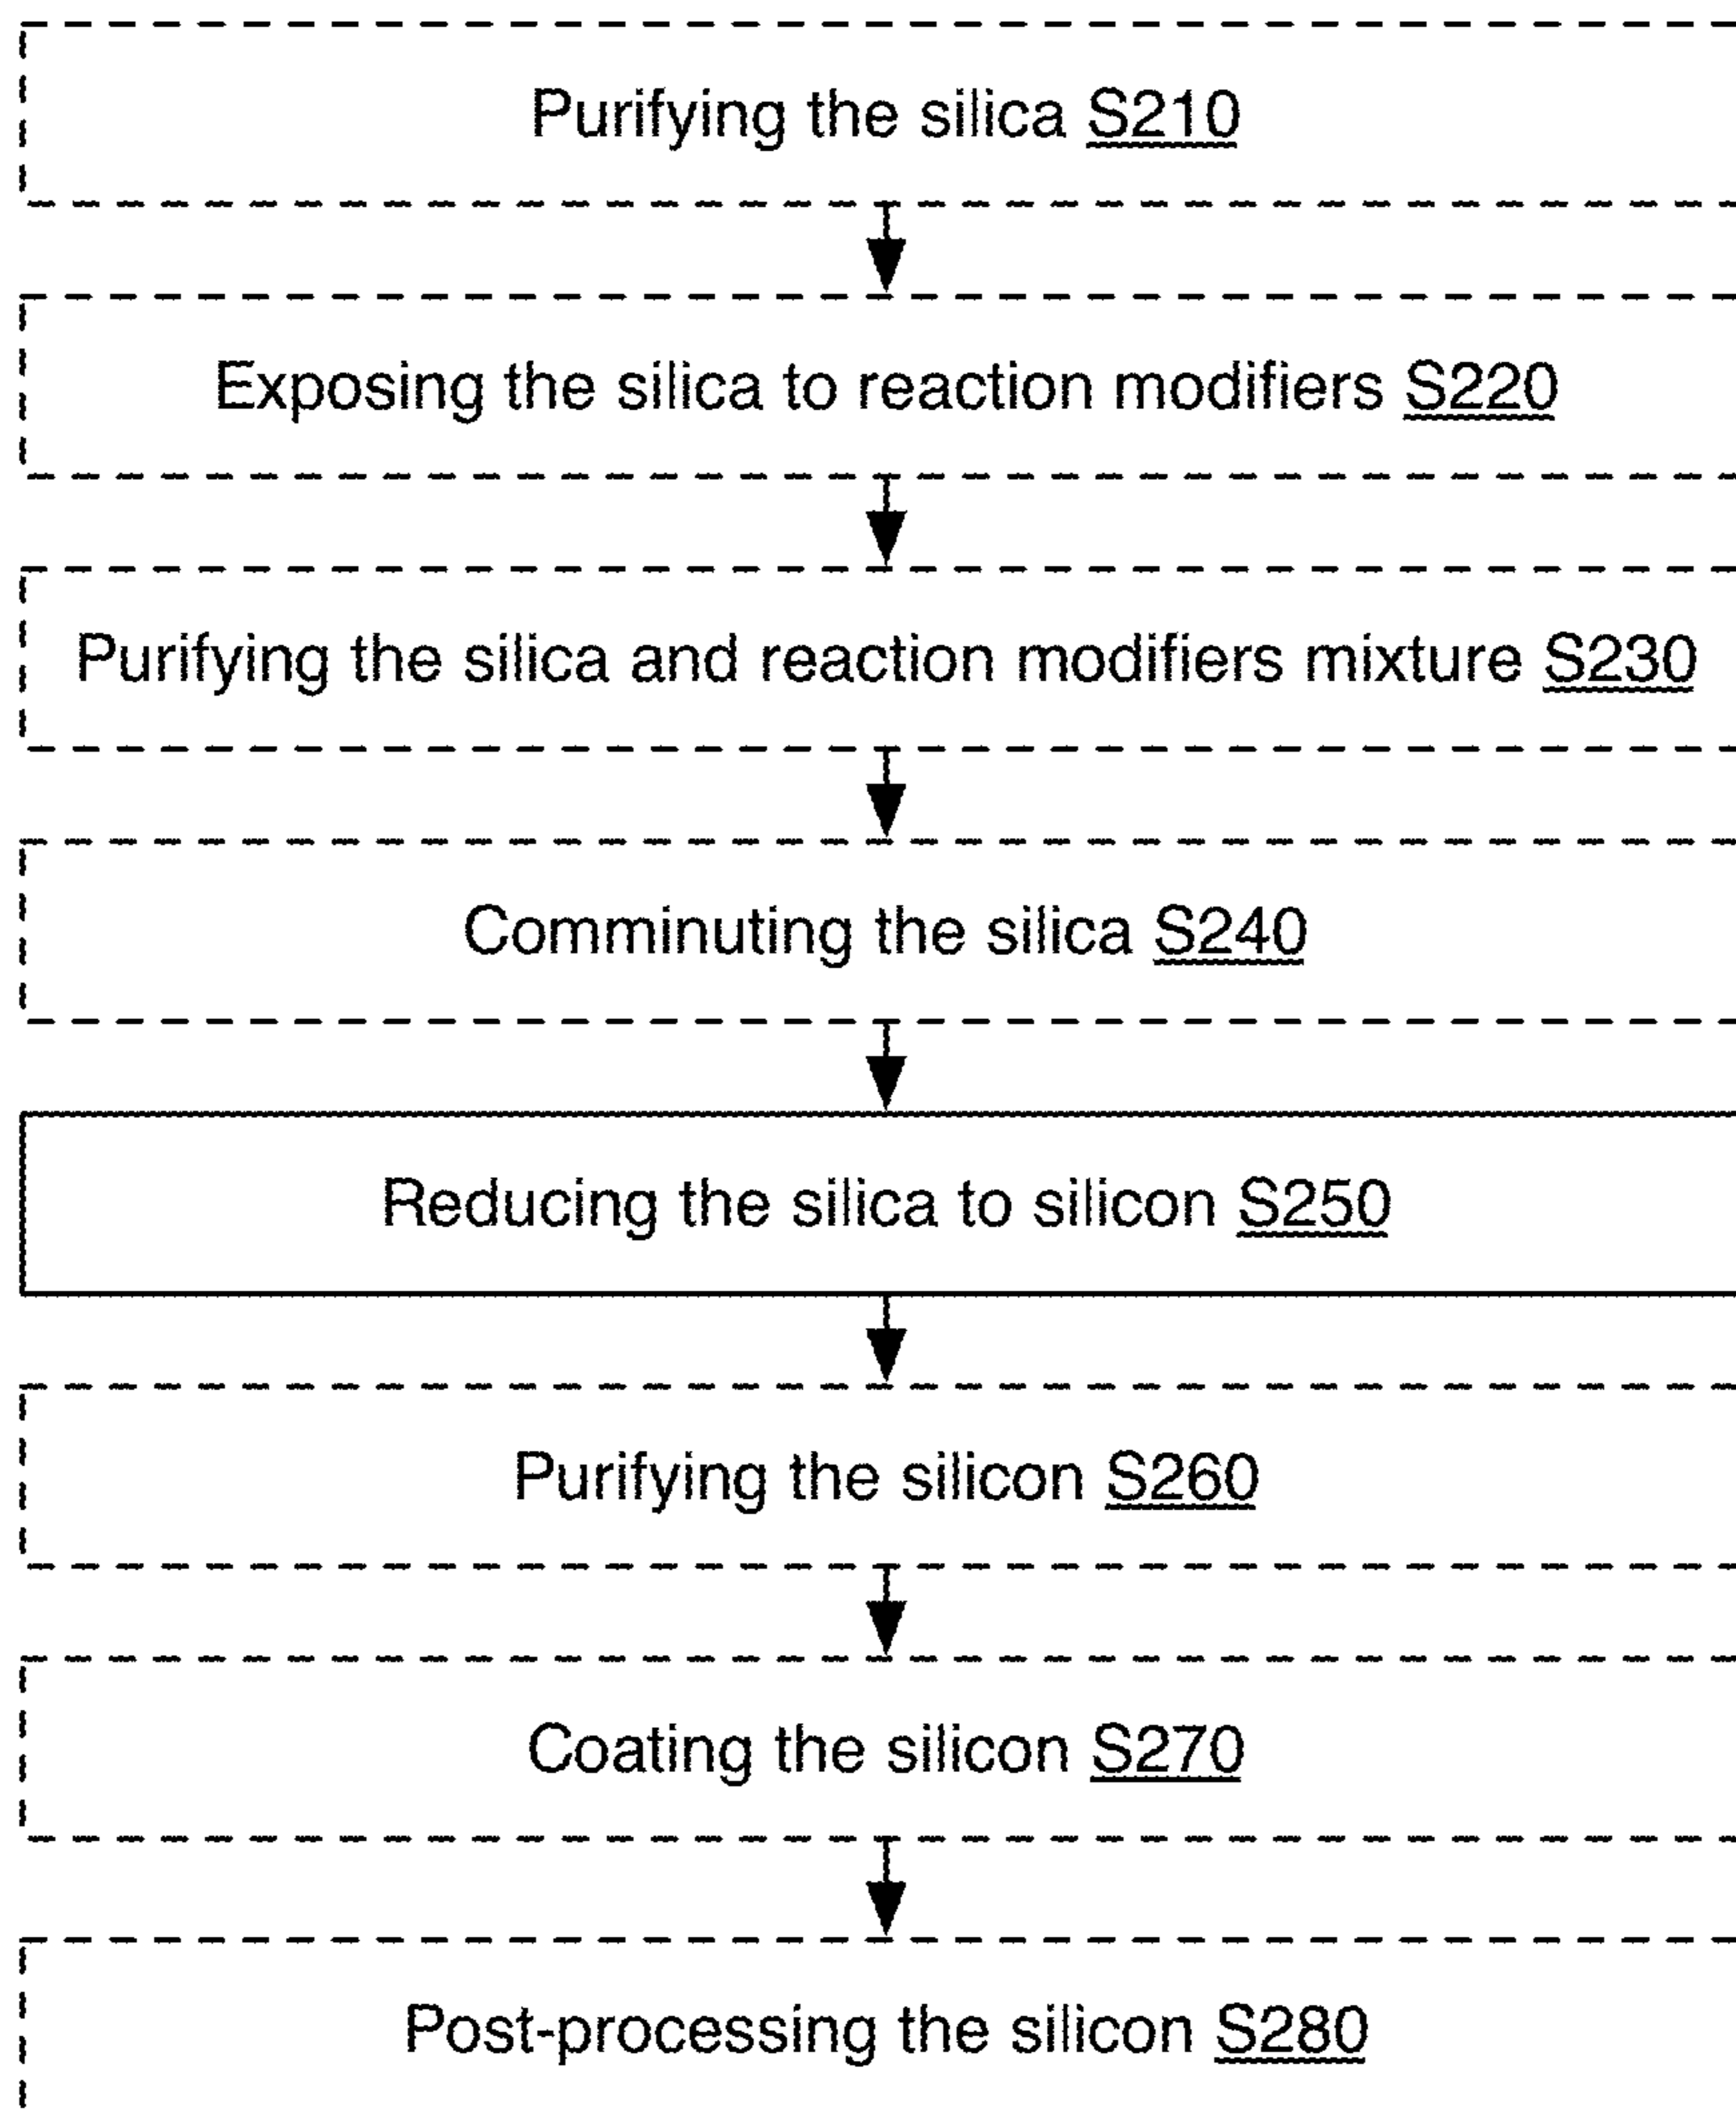 Purifying the silica S210
Exposing the silica to reaction modifiers S220
Purifying the silica and reaction modifiers mixture S230
Comminuting the silica S240
Reducing the silica to silicon S250
Purifying the silicon S260
Coating the silicon S270
Post-processing the silicon S280